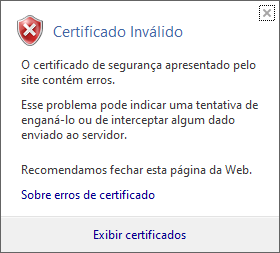 Certificado Inválido
O certificado de segurança apresentado pelo
site contém erros.
Esse problema pode indicar uma tentativa de
enganá-lo ou de interceptar algum dado
enviado ao servidor.
Recomendamos fechar esta página da Web.
Sobre erros de certificado
Exibir certificados